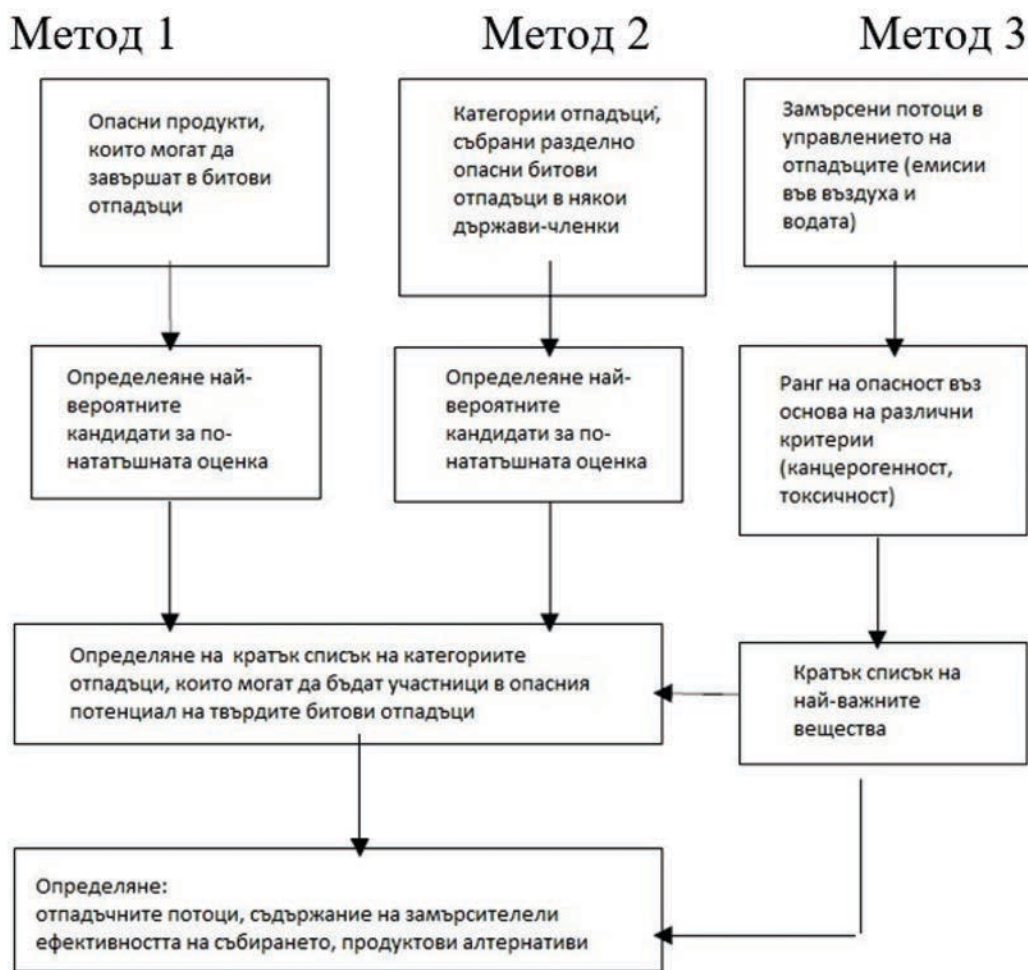 Метод 1
Метод 2
Метод 3
Опасни продукти,
които могат да
завършат в битови
отпадъци
Категории отпадъци,
събрани разделно
опасни битови
отпадъци в някои
държави-членки
Замърсени потоци в
управлението на
отпадъците (емисии
във въздуха и
водата)
Определеяне най-
вероятните
кандидати за по-
нататъшната оценка
Определеяне най-
вероятните
кандидати за по-
нататъшната оценка
Ранг на опасност въз
основа на различни
критерии
(канцерогенност,
токсичност)
Определяне на кратък списък на категориите
отпадъци, които могат да бъдат участници в опасния
потенциал на твърдите битови отпадъци
Кратък списък на
най-важните
вещества
Определяне:
отпадъчните потоци, съдържание на замърсителели
ефективността на събирането, продуктови алтернативи